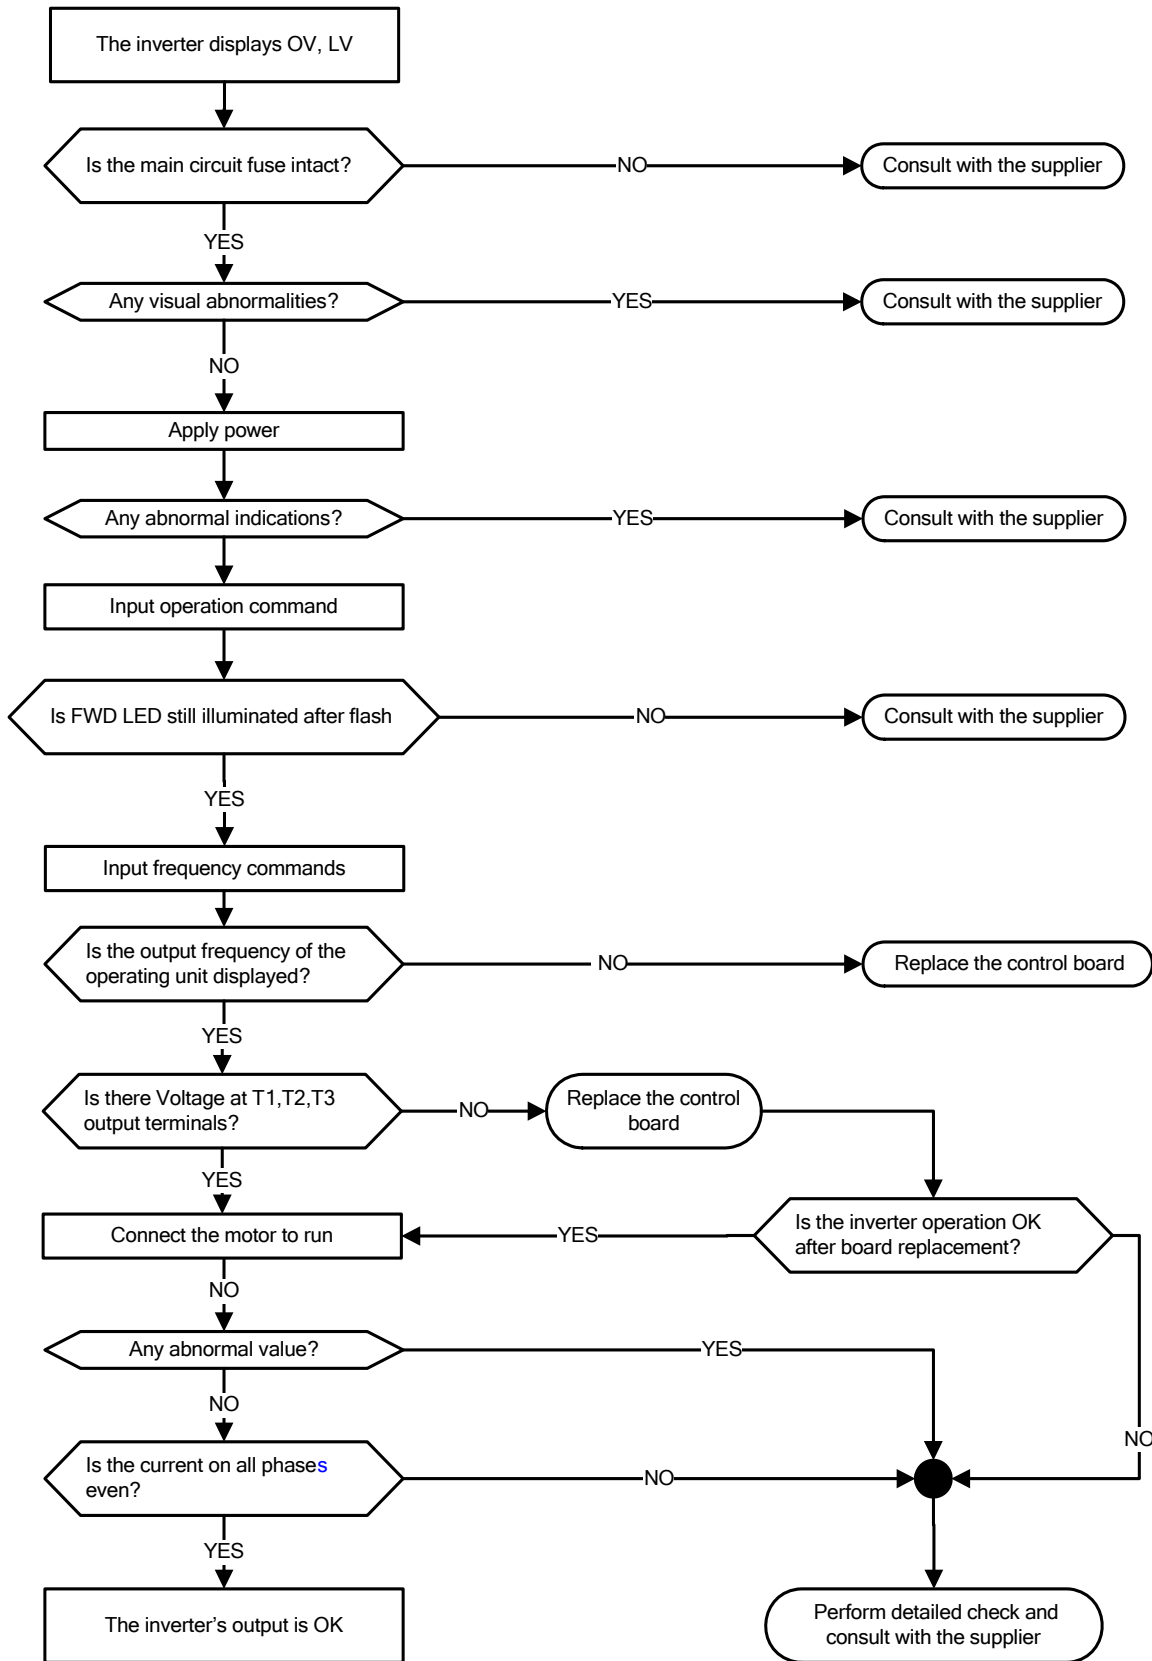 The inverter displays OV, LV
Is the main circuit fuse intact?
NO
Consult with the supplier
YES
Any visual abnormalities?
YES
Consult with the supplier
NO
Apply power
Any abnormal indications?
YES
Consult with the supplier
Input operation command
Is FWD LED still illuminated after flash
NO
Consult with the supplier
YES
Input frequency commands
Is the output frequency of the
operating unit displayed?
NO
Replace the control board
YES
Is there Voltage at T1,T2,T3
output terminals?
NO
Replace the control
board
YES
Connect the motor to run
YES
Is the inverter operation OK
after board replacement?
NO
Any abnormal value?
YES
NO
NO
Is the current on all phases
even?
NO
YES
The inverter’s output is OK
Perform detailed check and
consult with the supplier